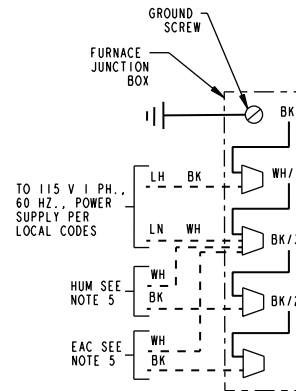 GROUND
SCREW
FURNACE
JUNCTION
BOX
BK
WH/
LH BK
TO 115 V 1 PH.,
60 HZ., POWER
SUPPLY PER
LOCAL CODES
LN WH
BK/
WH
HUM SEE
NOTE 5
BK
BK/2
WH
EAC SEE
NOTE 5
BK